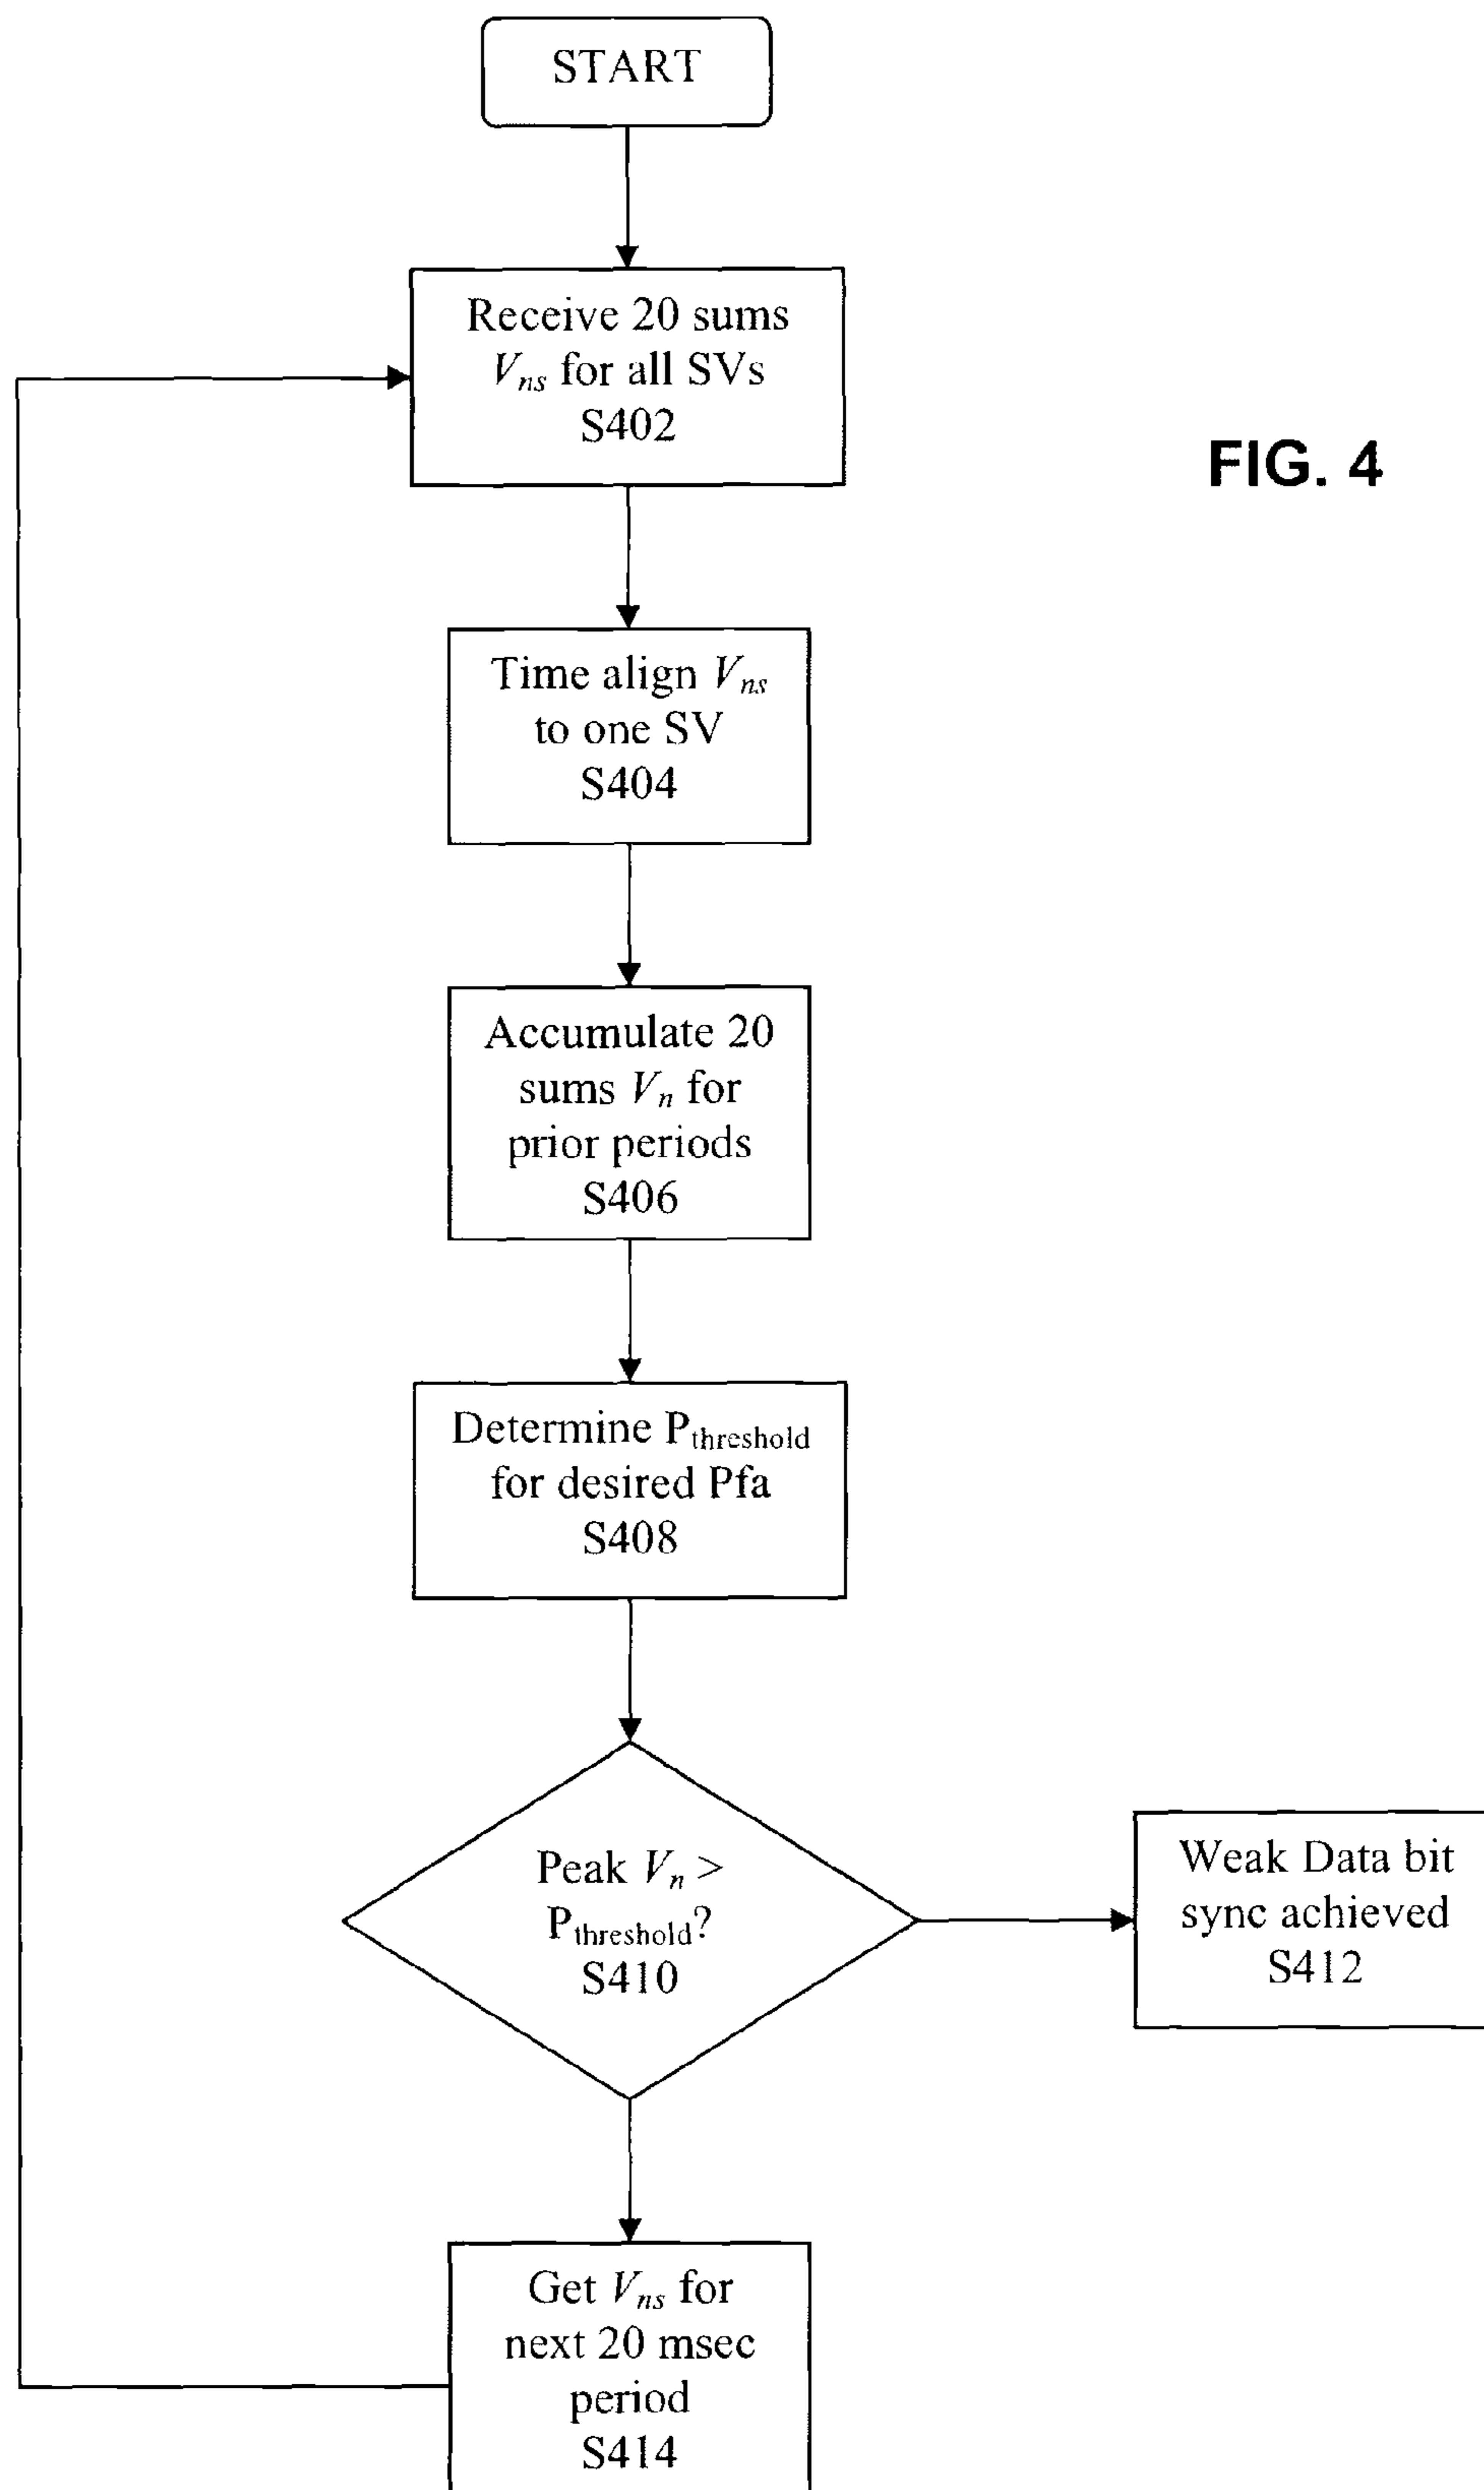 START
Receive 20 sums
Vns for all SVs
S402
FIG. 4
Time align Vns
to one SV
S404
Accumulate 20
sums Vn for
prior periods
S406
Determine Pthreshold
for desired Pfa
S408
Peak Vn >
Pthreshold?
S410
Weak Data bit
sync achieved
S412
Get Vns for
next 20 msec
period
S414